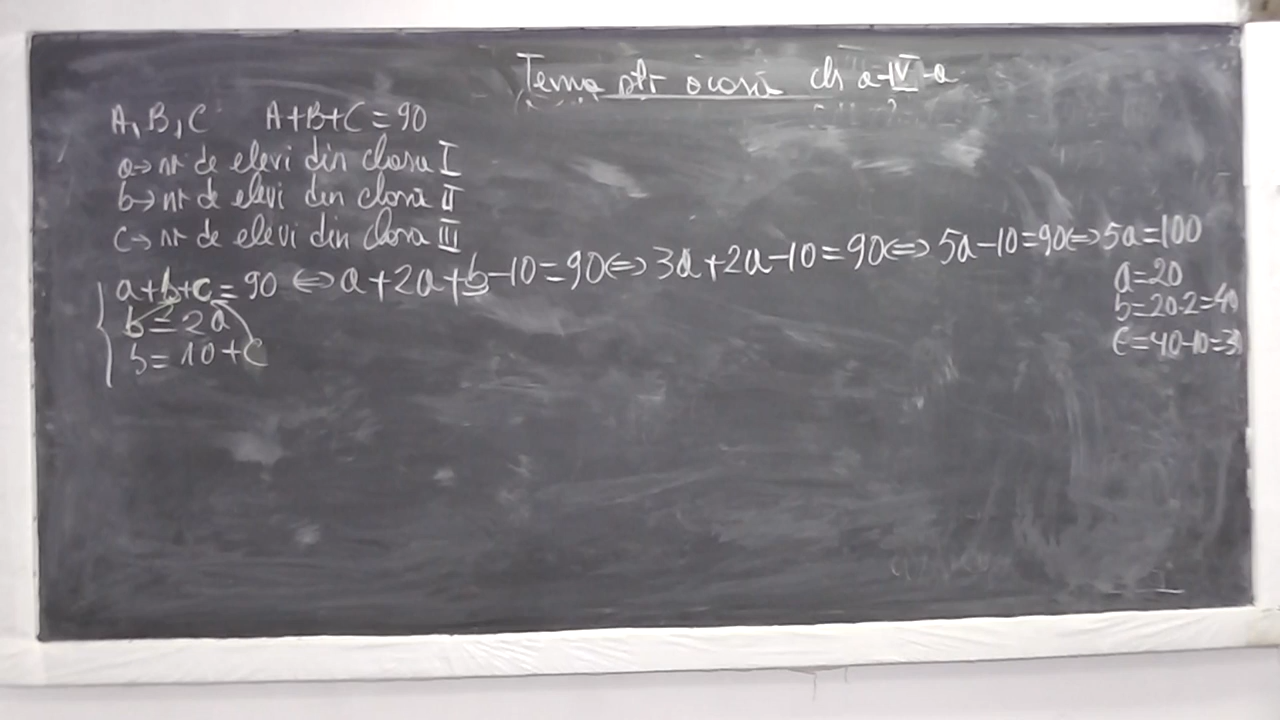 Tema ptr acasă cls a-IV-a
A, B, C A+B+C=90
a→ nr de elevi din clasa I
b→ nr de elevi din clasa II
c→ nr de elevi din clasa III
a+b+c=90 ⇔ a+2a+b-10=90⇔ 3a+2a-10=90⇔ 5a-10=90⇔5a=100
b=2a
b=10+c
a=20
b=20·2=40
c=40-10=30